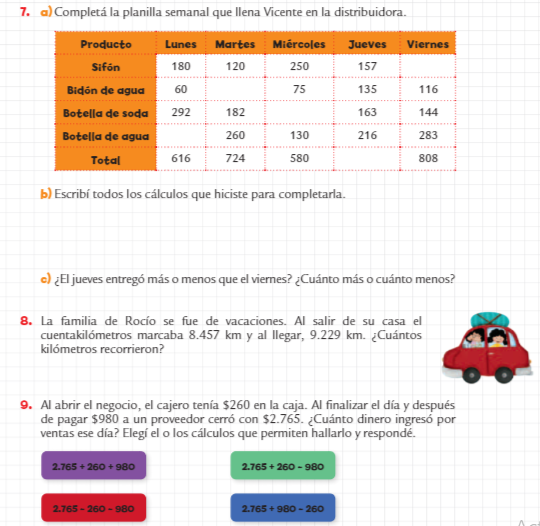 7. a) Completá la planilla semanal que llena Vicente en la distribuidora.
Producto Lunes Martes Miércoles Jueves Viernes
Sifón 180 120 250 157
Bidón de agua 60 75 135 116
Botella de soda 292 182 163 144
Botella de agua 260 130 216 283
Total 616 724 580 808
b) Escribí todos los cálculos que hiciste para completarla.
c) ¿El jueves entregó más o menos que el viernes? ¿Cuánto más o cuánto menos?
8. La familia de Rocío se fue de vacaciones. Al salir de su casa el
cuentakilómetros marcaba 8.457 km y al llegar, 9.229 km. ¿Cuántos
kilómetros recorrieron?
9. Al abrir el negocio, el cajero tenía $260 en la caja. Al finalizar el día y después
de pagar $980 a un proveedor cerró con $2.765. ¿Cuánto dinero ingresó por
ventas ese día? Elegí el o los cálculos que permiten hallarlo y respondé.
2.765 + 260 + 980
2.765 + 260 - 980
2.765 - 260 - 980
2.765 + 980 - 260